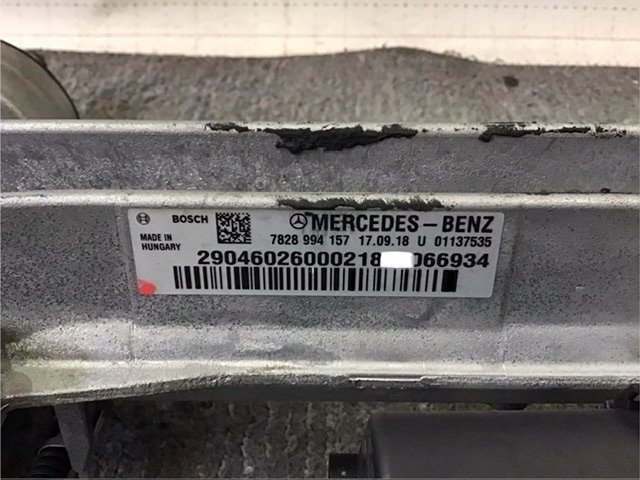 BOSCH MERCEDES-BENZ
MADE IN
HUNGARY
7828 994 157 17.09.18 U 01137535
29046026000218 066934